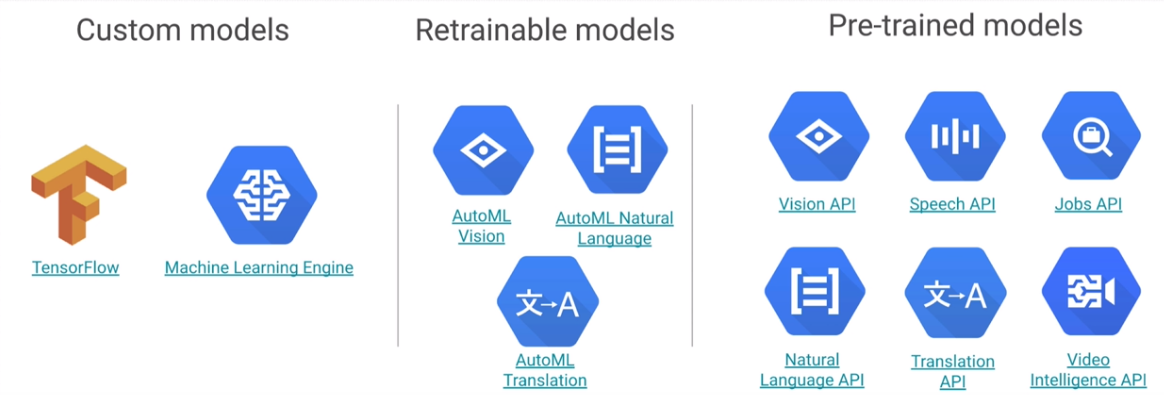 Custom models
Retrainable models
Pre-trained models
TensorFlow
Machine Learning Engine
AutoML
Vision
AutoML Natural
Language
文→A
AutoML
Translation
Vision API
Speech API
Jobs API
Natural
Language API
文→A
Translation
API
Video
Intelligence API